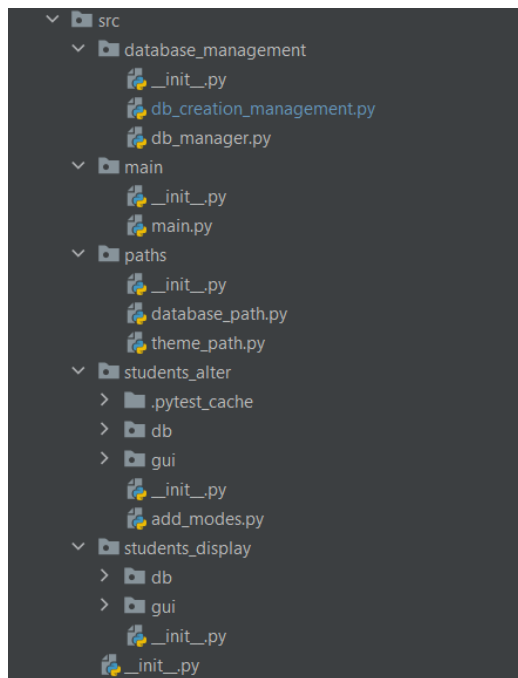 src
database_management
__init__.py
db_creation_management.py
db_manager.py
main
__init__.py
main.py
paths
__init__.py
database_path.py
theme_path.py
students_alter
.pytest_cache
db
gui
__init__.py
add_modes.py
students_display
db
gui
__init__.py
__init__.py